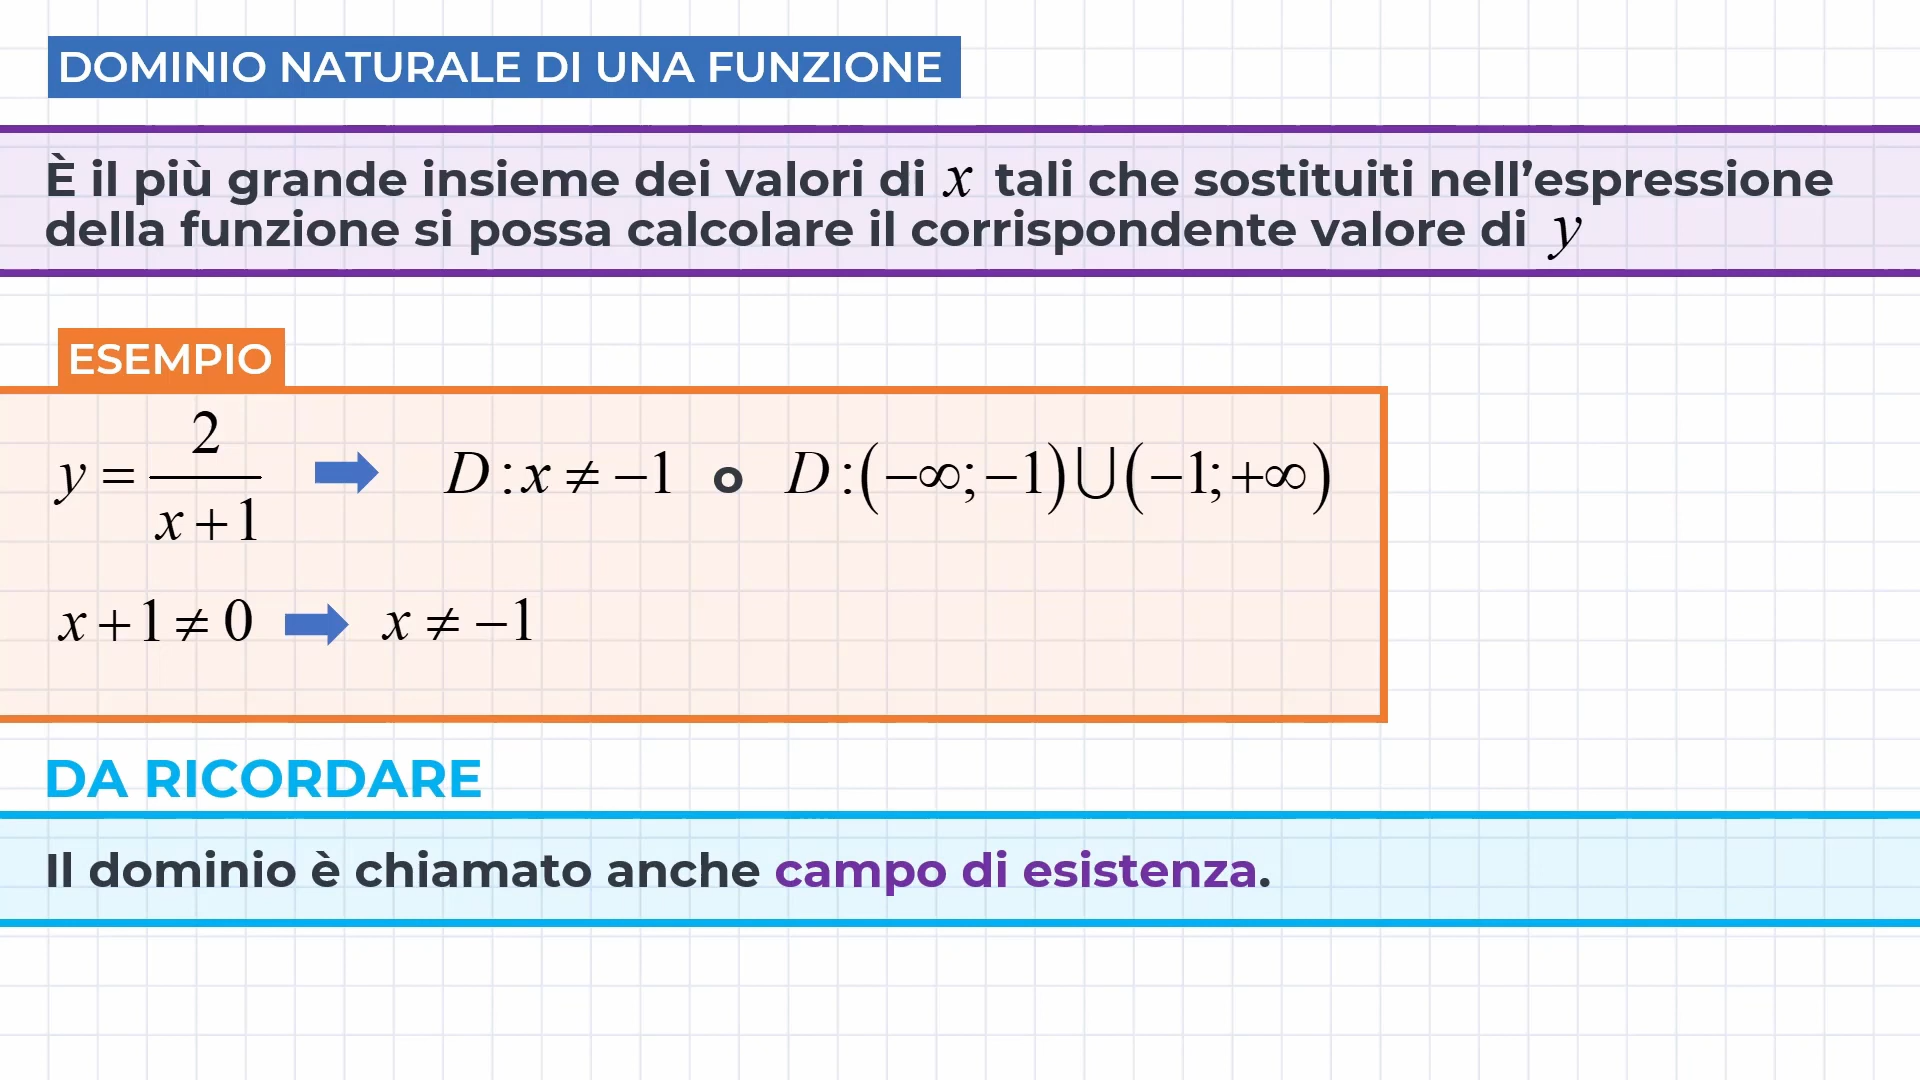 DOMINIO NATURALE DI UNA FUNZIONE
È il più grande insieme dei valori di x tali che sostituiti nell’espressione
della funzione si possa calcolare il corrispondente valore di y
ESEMPIO
y = 2/(x+1) ➡ D : x ≠ −1 o D : (−∞; −1) ∪ (−1; +∞)
x + 1 ≠ 0 ➡ x ≠ −1
DA RICORDARE
Il dominio è chiamato anche campo di esistenza.